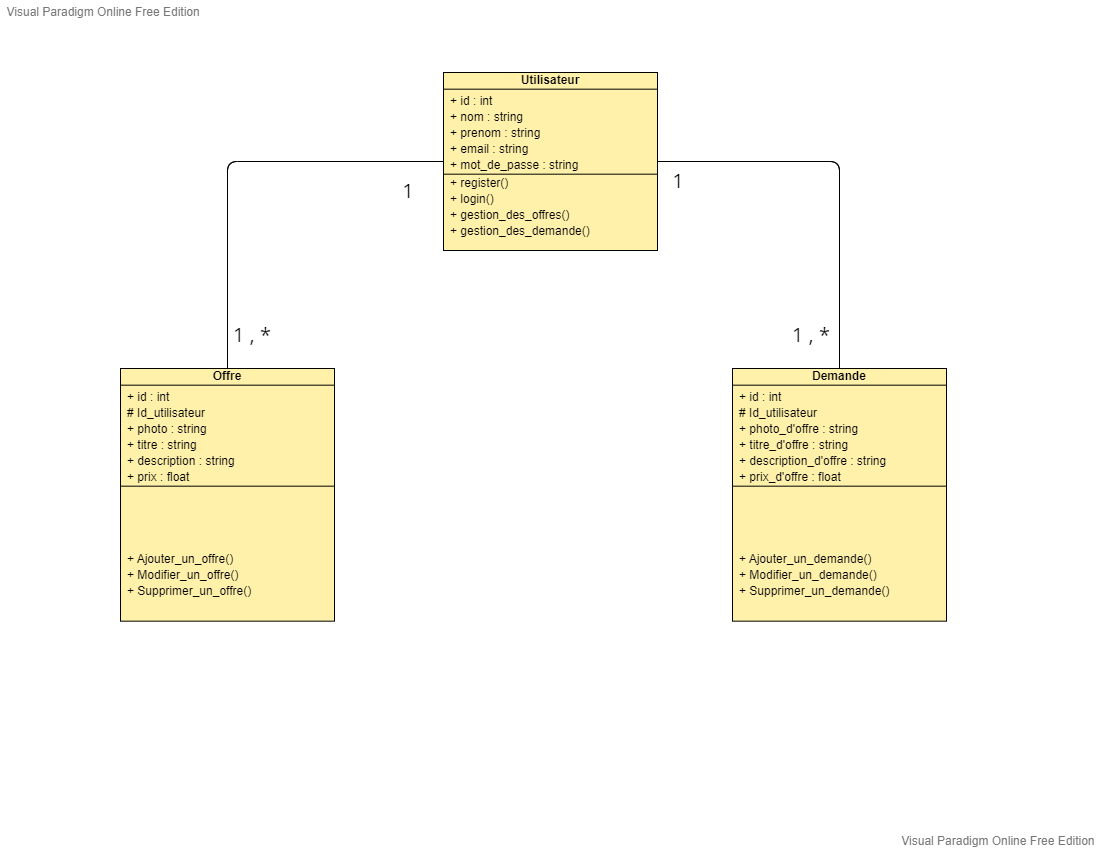 Visual Paradigm Online Free Edition
Utilisateur
+ id : int
+ nom : string
+ prenom : string
+ email : string
+ mot_de_passe : string
+ register()
+ login()
+ gestion_des_offres()
+ gestion_des_demande()
1
1
1 , *
1 , *
Offre
+ id : int
# Id_utilisateur
+ photo : string
+ titre : string
+ description : string
+ prix : float
+ Ajouter_un_offre()
+ Modifier_un_offre()
+ Supprimer_un_offre()
Demande
+ id : int
# Id_utilisateur
+ photo_d'offre : string
+ titre_d'offre : string
+ description_d'offre : string
+ prix_d'offre : float
+ Ajouter_un_demande()
+ Modifier_un_demande()
+ Supprimer_un_demande()
Visual Paradigm Online Free Edition